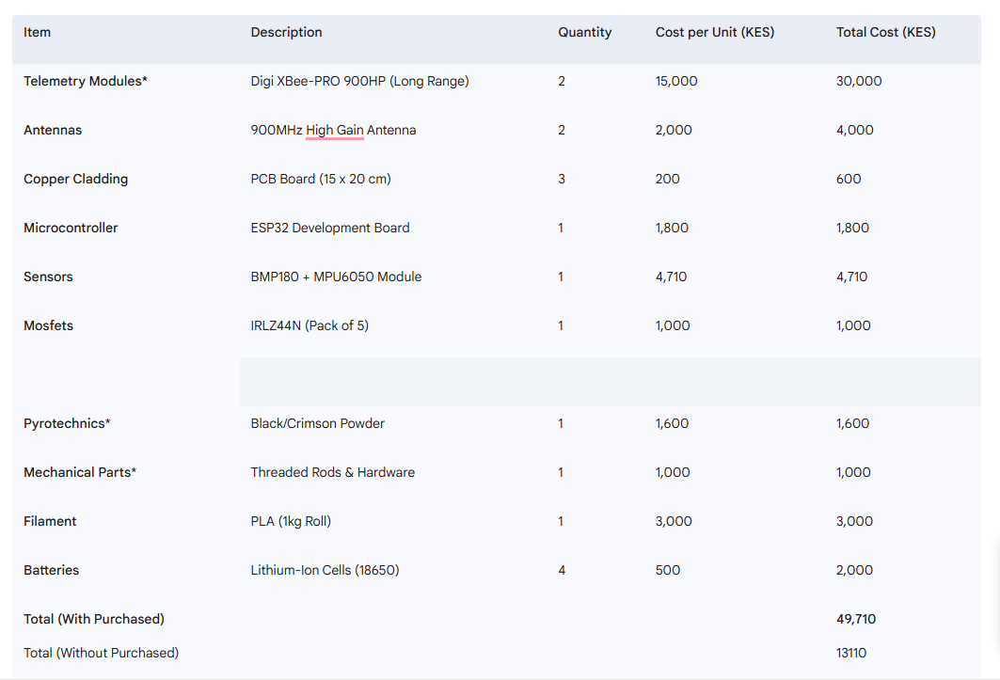 Item Description Quantity Cost per Unit (KES) Total Cost (KES)
Telemetry Modules* Digi XBee-PRO 900HP (Long Range) 2 15,000 30,000
Antennas 900MHz High Gain Antenna 2 2,000 4,000
Copper Cladding PCB Board (15 x 20 cm) 3 200 600
Microcontroller ESP32 Development Board 1 1,800 1,800
Sensors BMP180 + MPU6050 Module 1 4,710 4,710
Mosfets IRLZ44N (Pack of 5) 1 1,000 1,000
Pyrotechnics* Black/Crimson Powder 1 1,600 1,600
Mechanical Parts* Threaded Rods & Hardware 1 1,000 1,000
Filament PLA (1kg Roll) 1 3,000 3,000
Batteries Lithium-Ion Cells (18650) 4 500 2,000
Total (With Purchased) 49,710
Total (Without Purchased) 13110